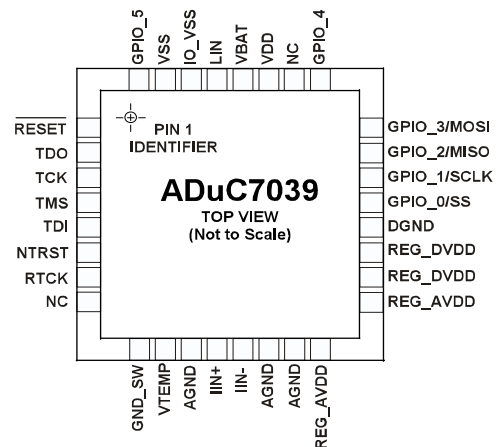 GPIO_5
VSS
IO_VSS
LIN
VBAT
VDD
NC
GPIO_4
RESET
TDO
TCK
TMS
TDI
NTRST
RTCK
NC
PIN 1
IDENTIFIER
ADuC7039
TOP VIEW
(Not to Scale)
GPIO_3/MOSI
GPIO_2/MISO
GPIO_1/SCLK
GPIO_0/SS
DGND
REG_DVDD
REG_DVDD
REG_AVDD
GND_SW
VTEMP
AGND
IIN+
IIN-
AGND
AGND
REG_AVDD